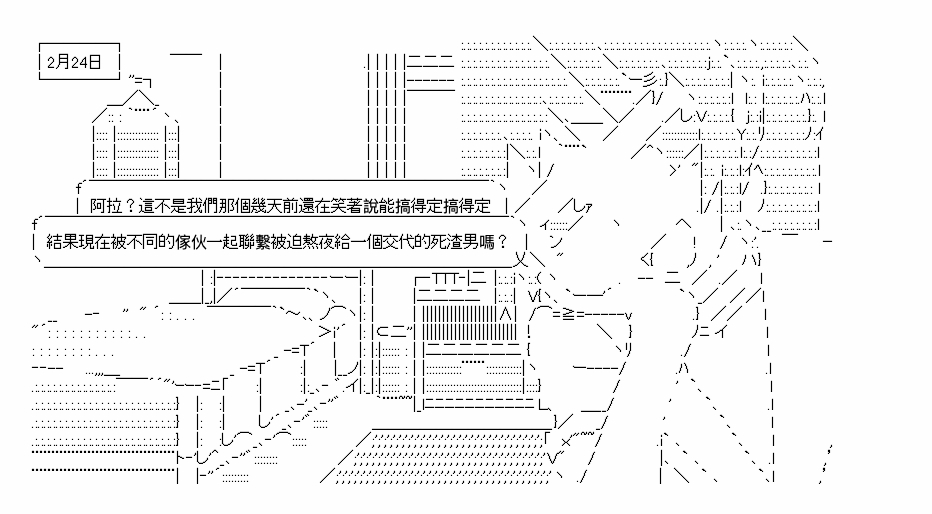 2月24日
阿拉？這不是我們那個幾天前還在笑著說能搞得定搞得定
結果現在被不同的傢伙一起聯繫被迫熬夜給一個交代的死渣男嗎？